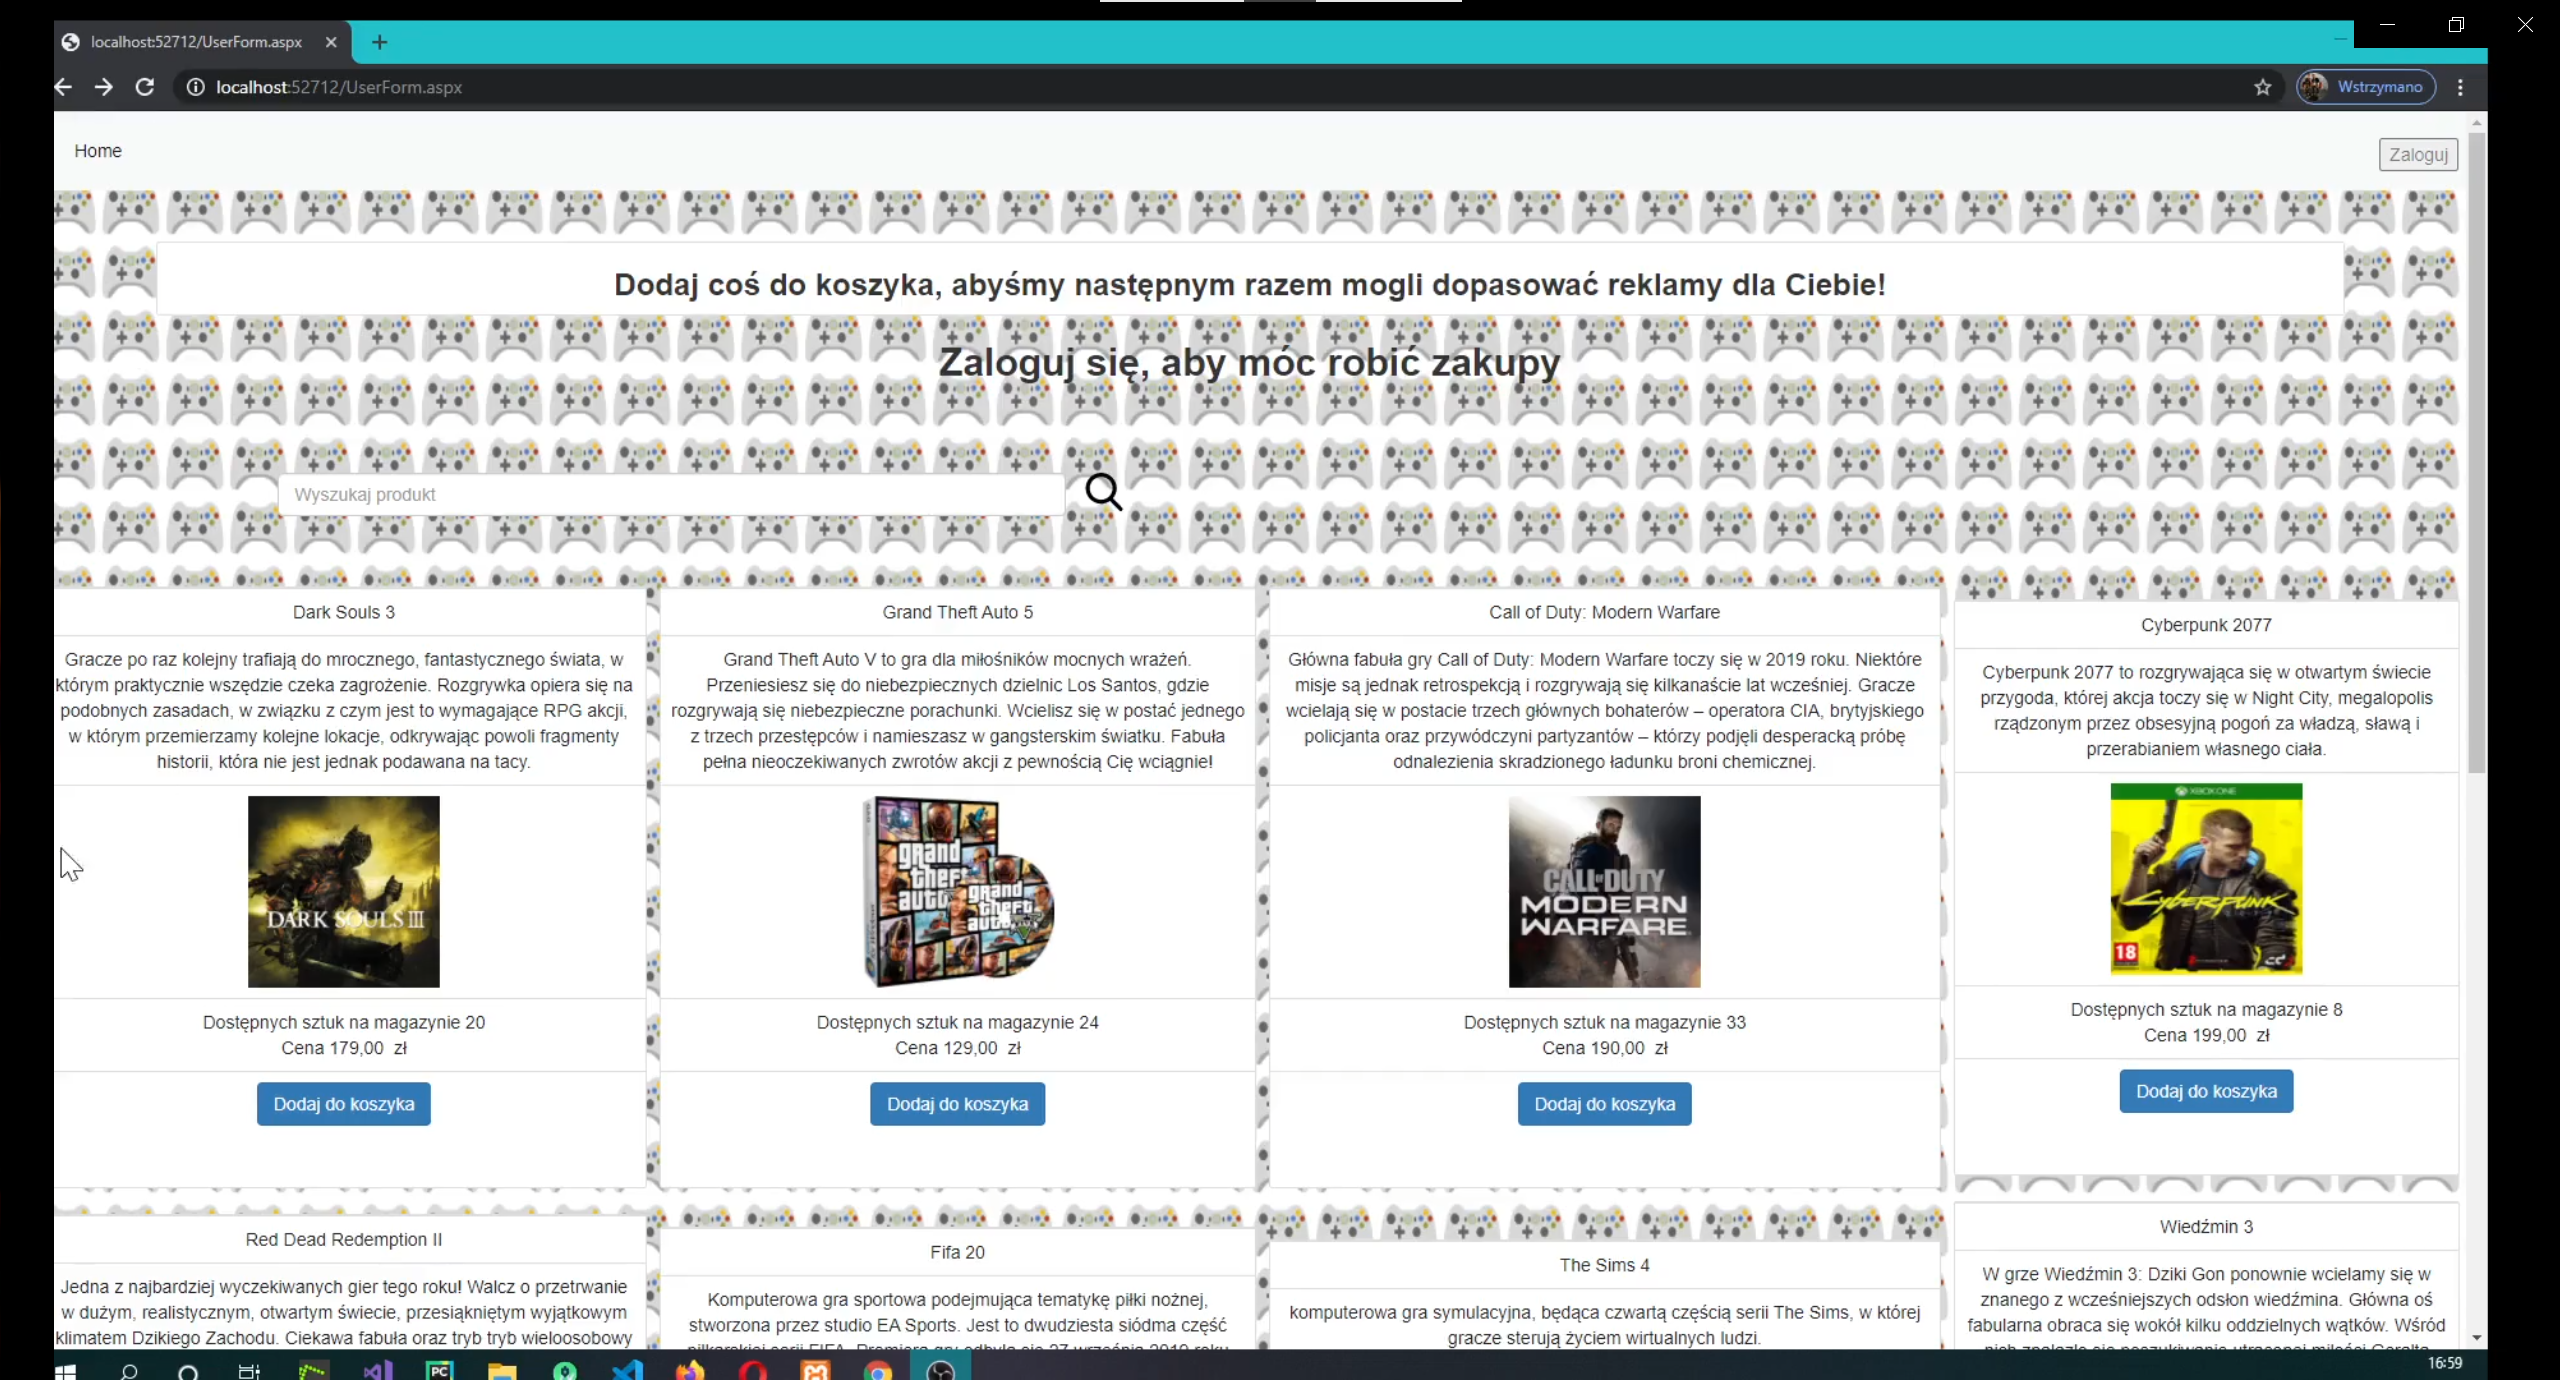 localhost:52712/UserForm.aspx
localhost:52712/UserForm.aspx
Wstrzymano
Home
Zaloguj
Dodaj coś do koszyka, abyśmy następnym razem mogli dopasować reklamy dla Ciebie!
Zaloguj się, aby móc robić zakupy
Wyszukaj produkt
Dark Souls 3
Gracze po raz kolejny trafiają do mrocznego, fantastycznego świata, w
którym praktycznie wszędzie czeka zagrożenie. Rozgrywka opiera się na
podobnych zasadach, w związku z czym jest to wymagające RPG akcji,
w którym przemierzamy kolejne lokacje, odkrywając powoli fragmenty
historii, która nie jest jednak podawana na tacy.
DARK SOULS III
Dostępnych sztuk na magazynie 20
Cena 179,00 zł
Dodaj do koszyka
Grand Theft Auto 5
Grand Theft Auto V to gra dla miłośników mocnych wrażeń.
Przeniesiesz się do niebezpiecznych dzielnic Los Santos, gdzie
rozgrywają się niebezpieczne porachunki. Wcielisz się w postać jednego
z trzech przestępców i namieszasz w gangsterskim światku. Fabuła
pełna nieoczekiwanych zwrotów akcji z pewnością Cię wciągnie!
grand
theft
auto
grand
theft
auto
Dostępnych sztuk na magazynie 24
Cena 129,00 zł
Dodaj do koszyka
Call of Duty: Modern Warfare
Główna fabuła gry Call of Duty: Modern Warfare toczy się w 2019 roku. Niektóre
misje są jednak retrospekcją i rozgrywają się kilkanaście lat wcześniej. Gracze
wcielają się w postacie trzech głównych bohaterów – operatora CIA, brytyjskiego
policjanta oraz przywódczyni partyzantów – którzy podjęli desperacką próbę
odnalezienia skradzionego ładunku broni chemicznej.
CALL OF DUTY
MODERN
WARFARE
Dostępnych sztuk na magazynie 33
Cena 190,00 zł
Dodaj do koszyka
Cyberpunk 2077
Cyberpunk 2077 to rozgrywająca się w otwartym świecie
przygoda, której akcja toczy się w Night City, megalopolis
rządzonym przez obsesyjną pogoń za władzą, sławą i
przerabianiem własnego ciała.
XBOX ONE
Cyberpunk
18
Dostępnych sztuk na magazynie 8
Cena 199,00 zł
Dodaj do koszyka
Red Dead Redemption II
Jedna z najbardziej wyczekiwanych gier tego roku! Walcz o przetrwanie
w dużym, realistycznym, otwartym świecie, przesiąkniętym wyjątkowym
klimatem Dzikiego Zachodu. Ciekawa fabuła oraz tryb tryb wieloosobowy
Fifa 20
Komputerowa gra sportowa podejmująca tematykę piłki nożnej,
stworzona przez studio EA Sports. Jest to dwudziesta siódma część
The Sims 4
komputerowa gra symulacyjna, będąca czwartą częścią serii The Sims, w której
gracze sterują życiem wirtualnych ludzi.
Wiedźmin 3
W grze Wiedźmin 3: Dziki Gon ponownie wcielamy się w
znanego z wcześniejszych odsłon wiedźmina. Główna oś
fabularna obraca się wokół kilku oddzielnych wątków. Wśród
PC
16:59